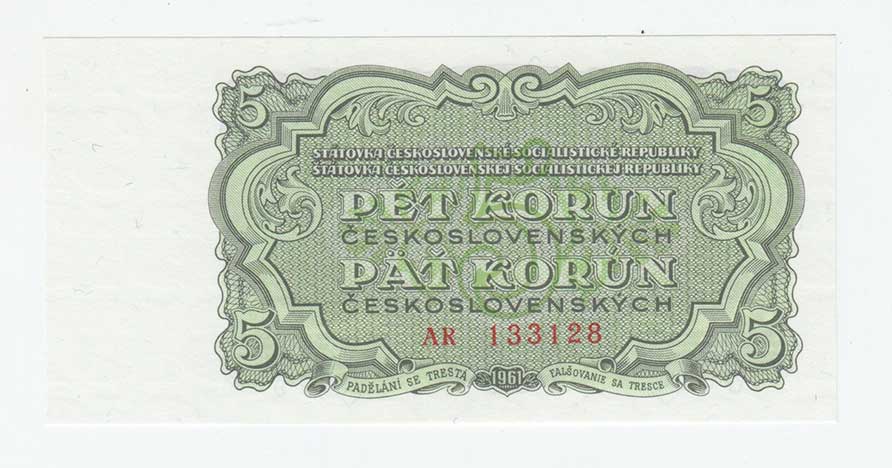 5 5
STÁTOVKA ČESKOSLOVENSKÉ SOCIALISTICKÉ REPUBLIKY
ŠTÁTOVKA ČESKOSLOVENSKEJ SOCIALISTICKEJ REPUBLIKY
PĚT KORUN
ČESKOSLOVENSKÝCH
PÄŤ KORÚN
ČESKOSLOVENSKÝCH
AR 133128
5 5
PADĚLÁNÍ SE TRESTÁ 1961 FALŠOVANIE SA TRESCE